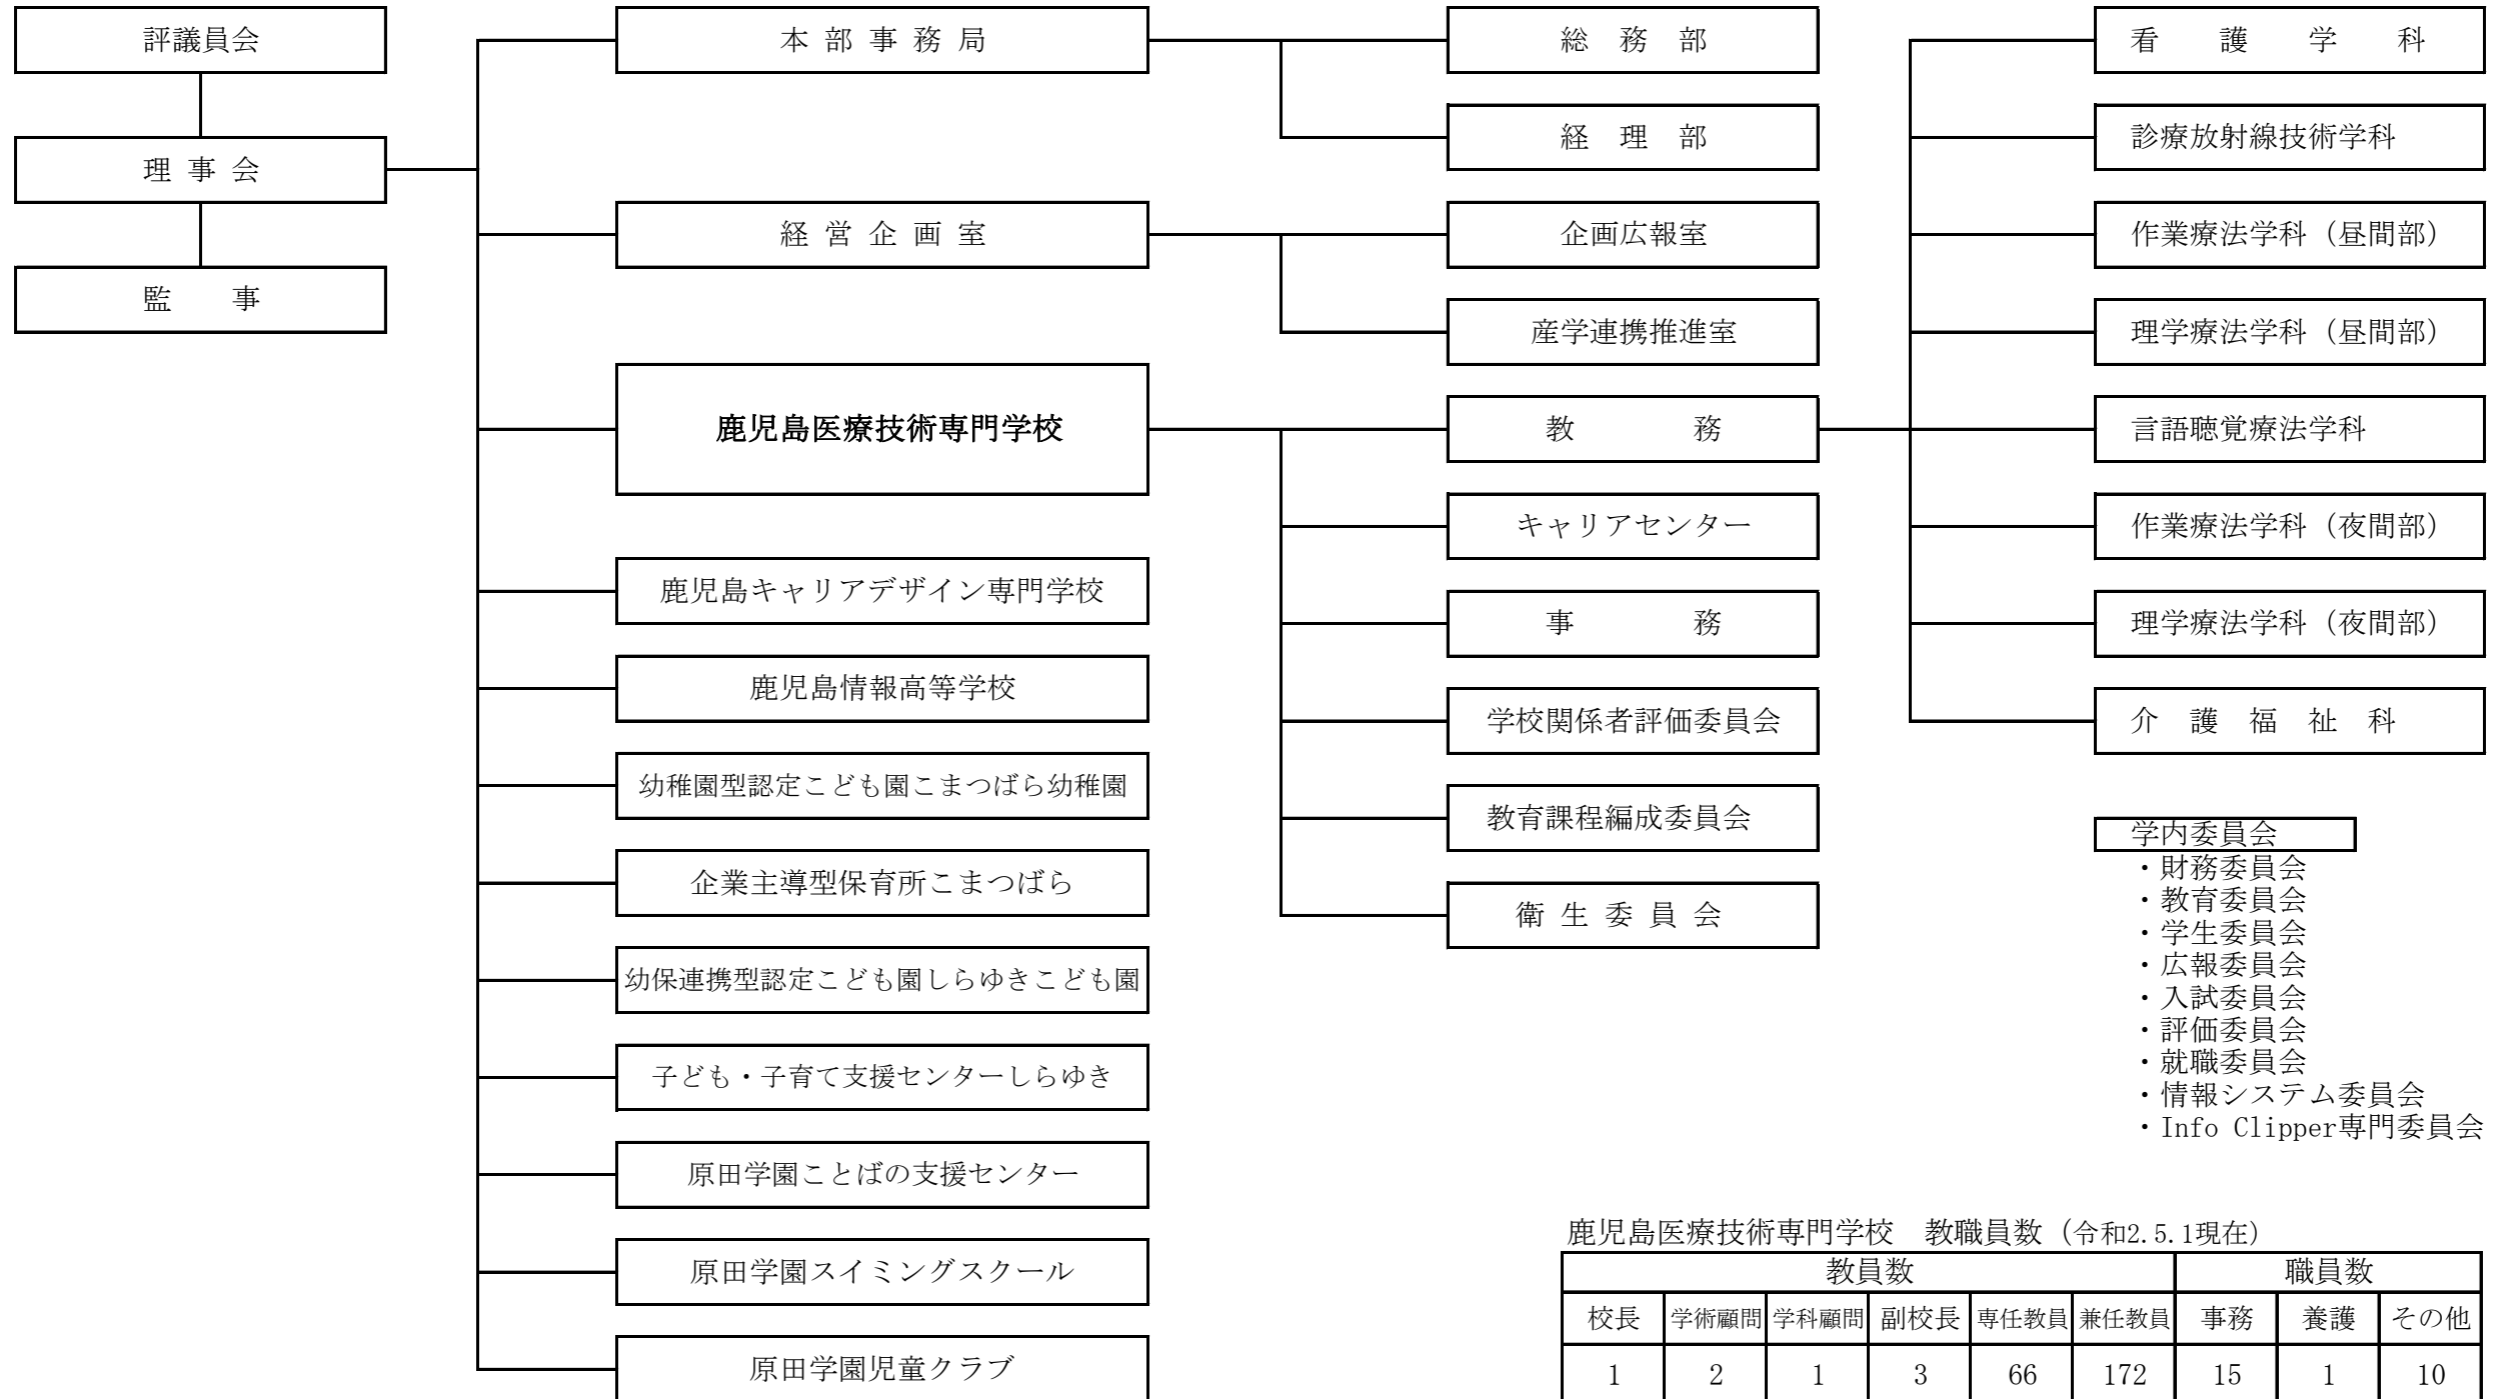 評議員会
理 事 会
監　　事
本 部 事 務 局
経 営 企 画 室
鹿児島医療技術専門学校
鹿児島キャリアデザイン専門学校
鹿児島情報高等学校
幼稚園型認定こども園こまつばら幼稚園
企業主導型保育所こまつばら
幼保連携型認定こども園しらゆきこども園
子ども・子育て支援センターしらゆき
原田学園ことばの支援センター
原田学園スイミングスクール
原田学園児童クラブ
総　務　部
経　理　部
企画広報室
産学連携推進室
教　　　　務
キャリアセンター
事　　　　務
学校関係者評価委員会
教育課程編成委員会
衛 生 委 員 会
看　　護　　学　　科
診療放射線技術学科
作業療法学科（昼間部）
理学療法学科（昼間部）
言語聴覚療法学科
作業療法学科（夜間部）
理学療法学科（夜間部）
介　護　福　祉　科
学内委員会
・財務委員会
・教育委員会
・学生委員会
・広報委員会
・入試委員会
・評価委員会
・就職委員会
・情報システム委員会
・Info Clipper専門委員会
鹿児島医療技術専門学校　教職員数（令和2.5.1現在）
教員数 職員数
校長 学術顧問 学科顧問 副校長 専任教員 兼任教員 事務 養護 その他
1 2 1 3 66 172 15 1 10